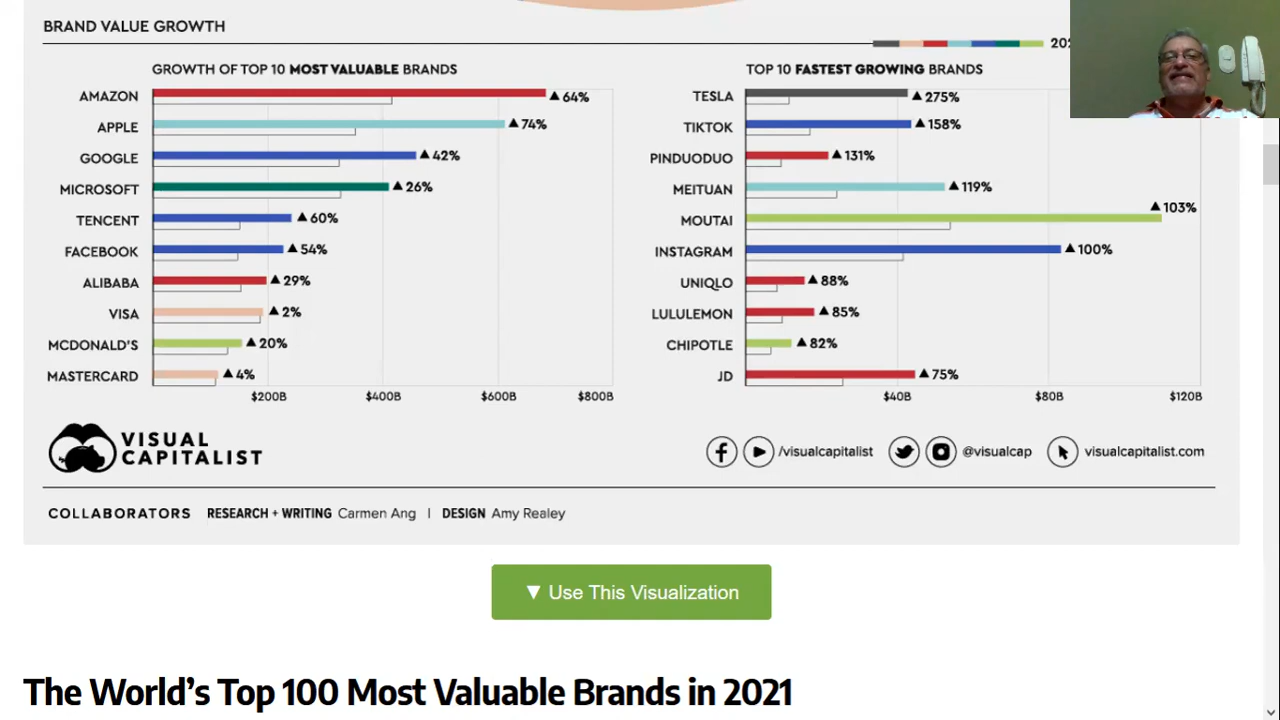 BRAND VALUE GROWTH
GROWTH OF TOP 10 MOST VALUABLE BRANDS
AMAZON ▲ 64%
APPLE ▲ 74%
GOOGLE ▲ 42%
MICROSOFT ▲ 26%
TENCENT ▲ 60%
FACEBOOK ▲ 54%
ALIBABA ▲ 29%
VISA ▲ 2%
MCDONALD'S ▲ 20%
MASTERCARD ▲ 4%
$200B $400B $600B $800B
TOP 10 FASTEST GROWING BRANDS
TESLA ▲ 275%
TIKTOK ▲ 158%
PINDUODUO ▲ 131%
MEITUAN ▲ 119%
MOUTAI ▲ 103%
INSTAGRAM ▲ 100%
UNIQLO ▲ 88%
LULULEMON ▲ 85%
CHIPOTLE ▲ 82%
JD ▲ 75%
$40B $80B $120B
VISUAL
CAPITALIST
/visualcapitalist @visualcap visualcapitalist.com
COLLABORATORS RESEARCH + WRITING Carmen Ang | DESIGN Amy Realey
▼ Use This Visualization
The World's Top 100 Most Valuable Brands in 2021